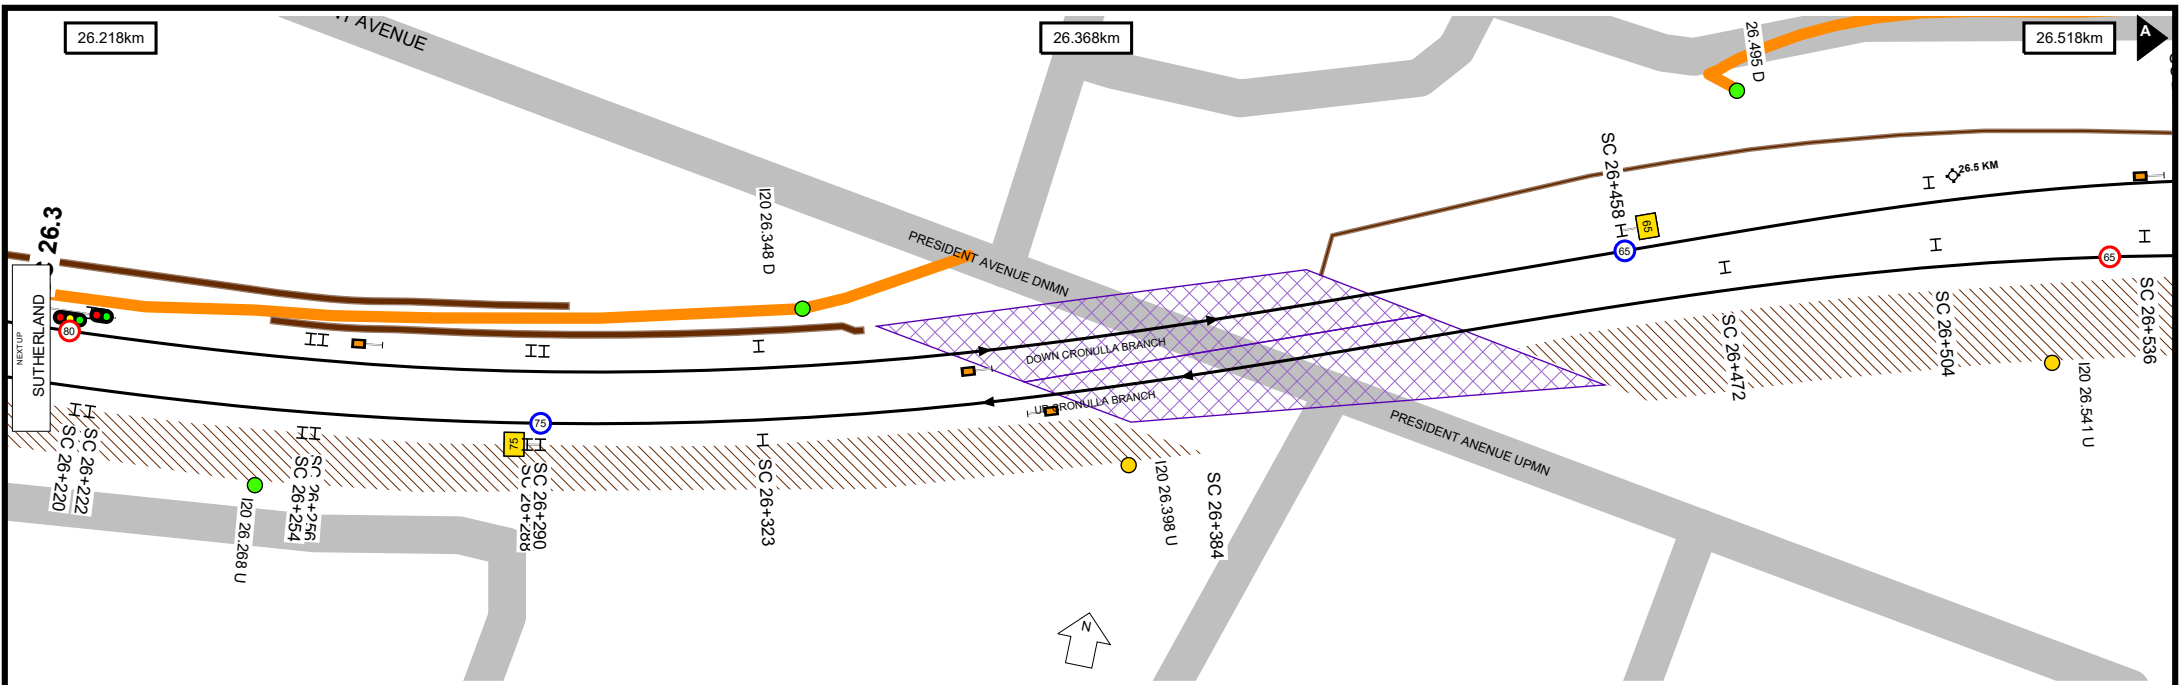 26.218km
26.368km
26.518km
A
AVENUE
26.495 D
SC 26+458
65
65
26.5 KM
65
26.3
I20 26.348 D
PRESIDENT AVENUE DNMN
NEXT UP
SUTHERLAND
80
DOWN CRONULLA BRANCH
UP CRONULLA BRANCH
75
75
PRESIDENT ANENUE UPMN
SC 26+220
SC 26+222
I20 26.268 U
SC 26+254
SC 26+256
SC 26+288
SC 26+290
SC 26+323
I20 26.398 U
SC 26+384
SC 26+472
SC 26+504
I20 26.541 U
SC 26+536
N